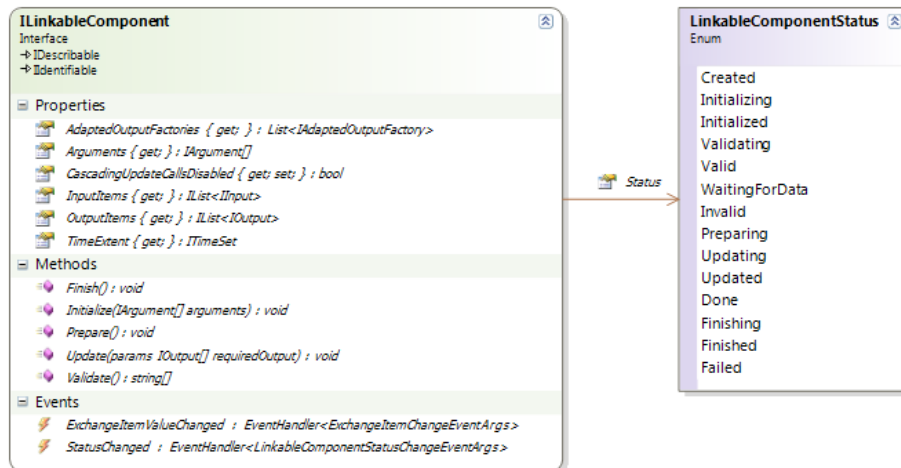 ILinkableComponent
Interface
IDescribable
IIdentifiable
Properties
AdaptedOutputFactories { get; } : List<IAdaptedOutputFactory>
Arguments { get; } : IArgument[]
CascadingUpdateCallsDisabled { get; set; } : bool
InputItems { get; } : IList<IInput>
OutputItems { get; } : IList<IOutput>
TimeExtent { get; } : ITimeSet
Methods
Finish() : void
Initialize(IArgument[] arguments) : void
Prepare() : void
Update(params IOutput[] requiredOutput) : void
Validate() : string[]
Events
ExchangeItemValueChanged : EventHandler<ExchangeItemChangeEventArgs>
StatusChanged : EventHandler<LinkableComponentStatusChangeEventArgs>
Status
LinkableComponentStatus
Enum
Created
Initializing
Initialized
Validating
Valid
WaitingForData
Invalid
Preparing
Updating
Updated
Done
Finishing
Finished
Failed